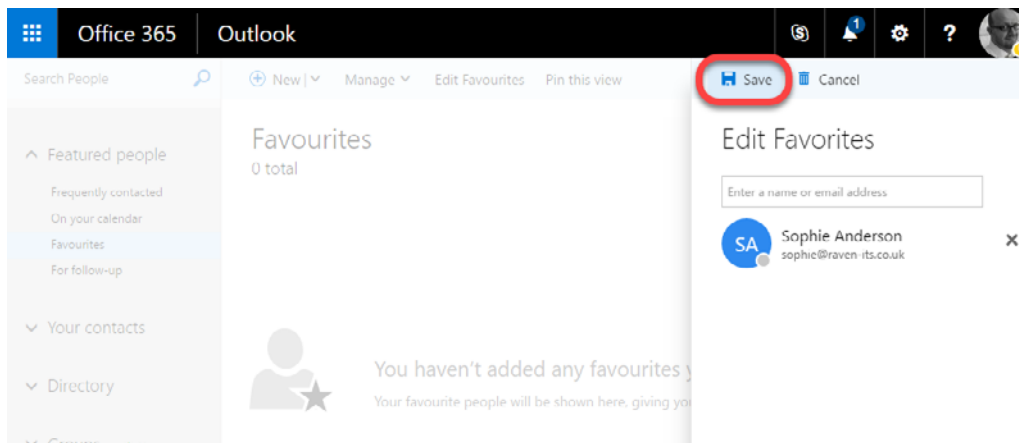 Office 365 Outlook 1 ?
Search People
New Manage Edit Favourites Pin this view
Save Cancel
Favourites
0 total
Featured people
Frequently contacted
On your calendar
Favourites
For follow-up
Your contacts
Directory
You haven't added any favourites
Your favourite people will be shown here, giving
Edit Favorites
Enter a name or email address
SA Sophie Anderson
sophie@raven-its.co.uk